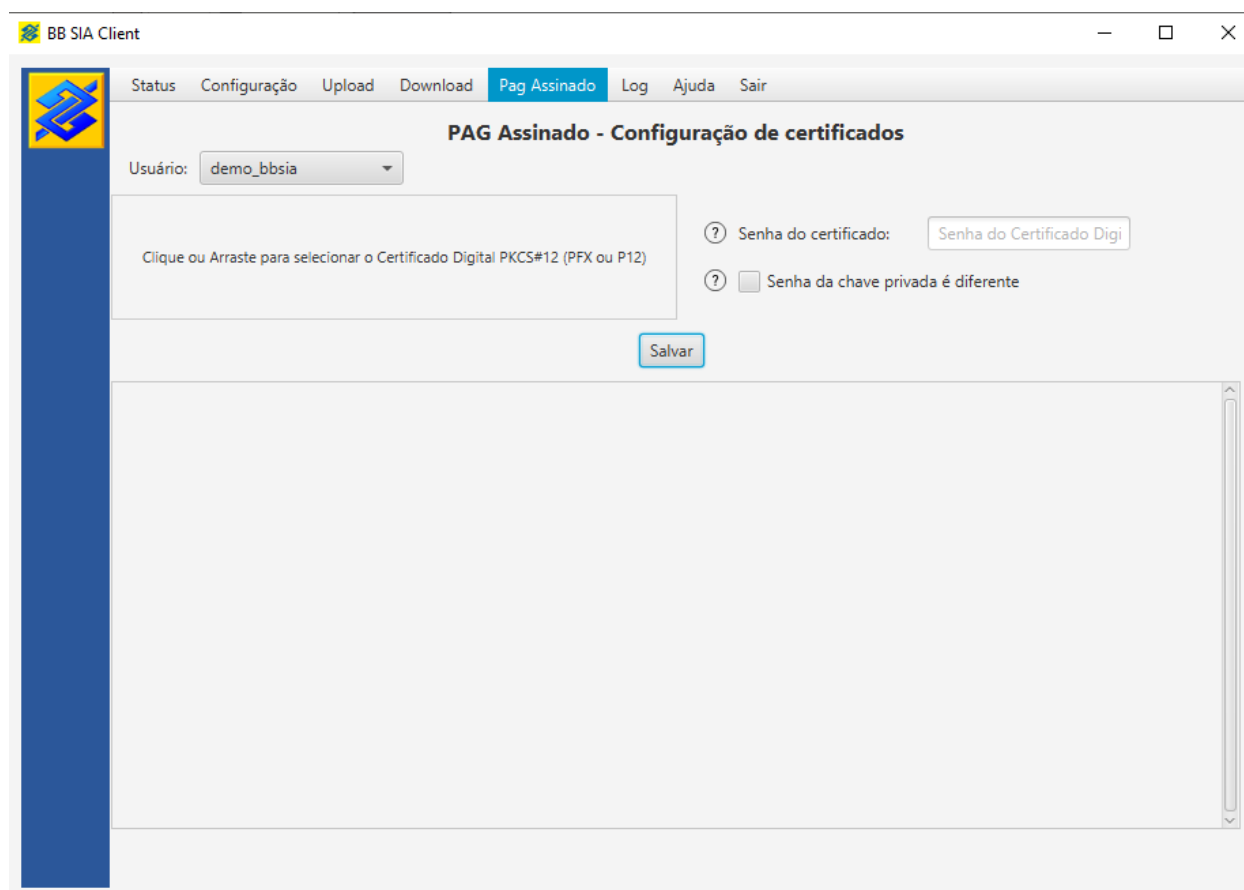 BB SIA Client
Status Configuração Upload Download Pag Assinado Log Ajuda Sair
PAG Assinado - Configuração de certificados
Usuário: demo_bbsia
Clique ou Arraste para selecionar o Certificado Digital PKCS#12 (PFX ou P12)
? Senha do certificado: Senha do Certificado Digi
? Senha da chave privada é diferente
Salvar